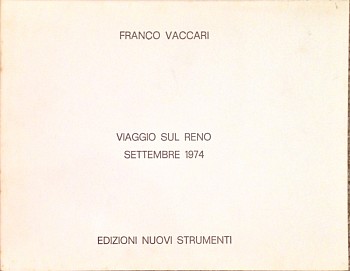 FRANCO VACCARI
VIAGGIO SUL RENO
SETTEMBRE 1974
EDIZIONI NUOVI STRUMENTI